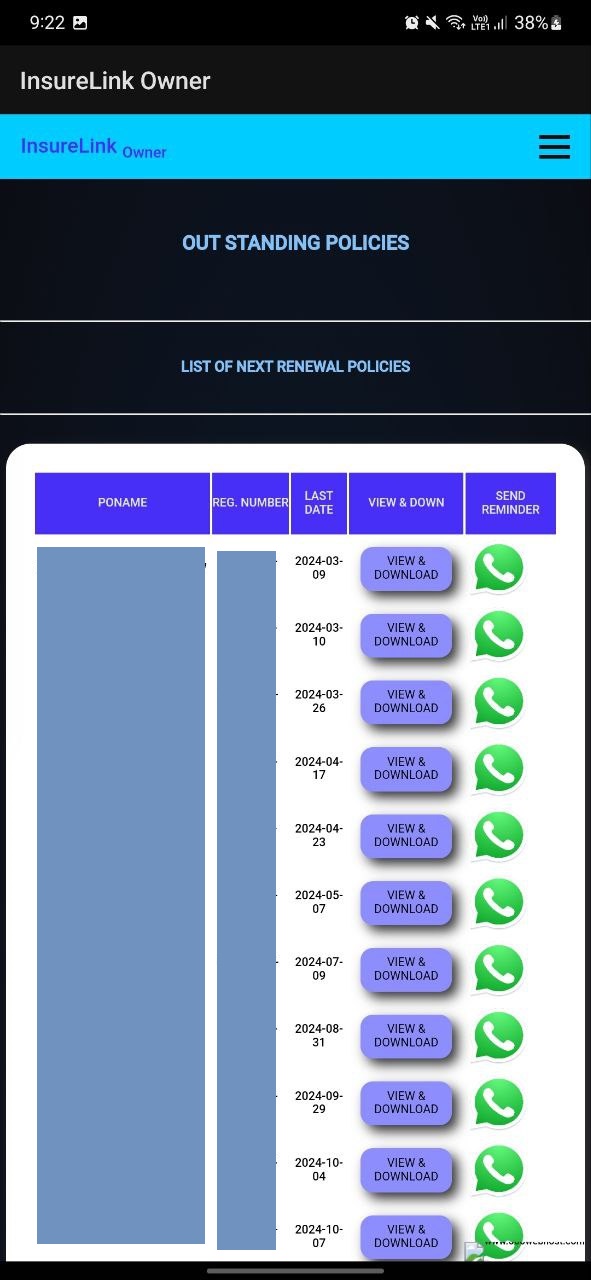 9:22 Vo)) LTE1 38%
InsureLink Owner
InsureLink Owner
OUT STANDING POLICIES
LIST OF NEXT RENEWAL POLICIES
PONAME REG. NUMBER LAST DATE VIEW & DOWN SEND REMINDER
2024-03-
09
VIEW &
DOWNLOAD
2024-03-
10
VIEW &
DOWNLOAD
2024-03-
26
VIEW &
DOWNLOAD
2024-04-
17
VIEW &
DOWNLOAD
2024-04-
23
VIEW &
DOWNLOAD
2024-05-
07
VIEW &
DOWNLOAD
2024-07-
09
VIEW &
DOWNLOAD
2024-08-
31
VIEW &
DOWNLOAD
2024-09-
29
VIEW &
DOWNLOAD
2024-10-
04
VIEW &
DOWNLOAD
2024-10-
07
VIEW &
DOWNLOAD